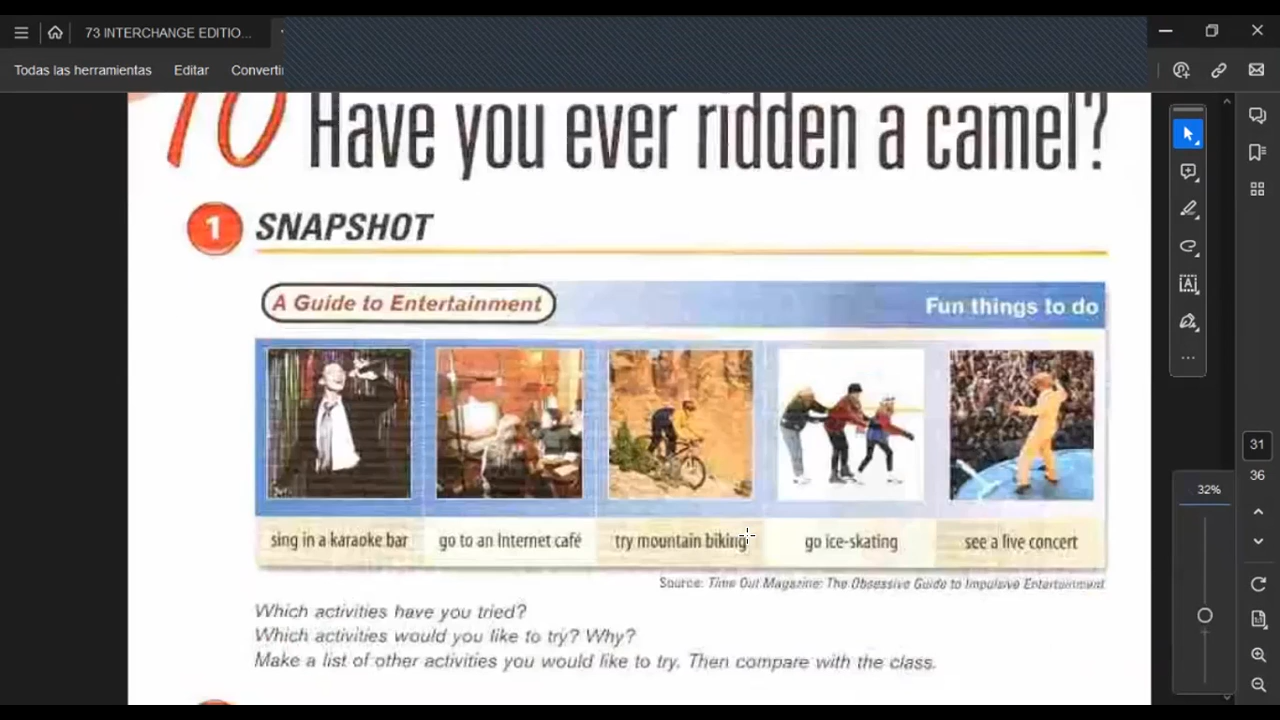 73 INTERCHANGE EDITIO...
Todas las herramientas Editar Converti
10 Have you ever ridden a camel?
1 SNAPSHOT
A Guide to Entertainment Fun things to do
sing in a karaoke bar go to an Internet café try mountain biking go ice-skating see a live concert
Source: Time Out Magazine: The Obsessive Guide to Impulsive Entertainment
Which activities have you tried?
Which activities would you like to try? Why?
Make a list of other activities you would like to try. Then compare with the class.
31
36
32%